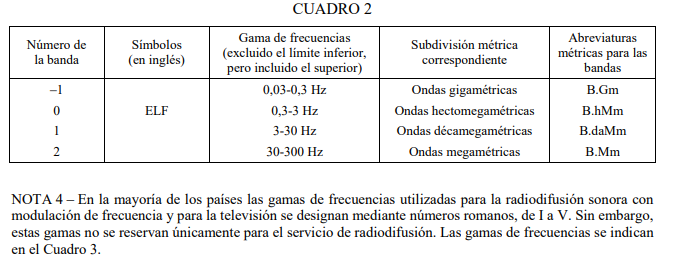 CUADRO 2
Número de la banda | Símbolos (en inglés) | Gama de frecuencias (excluido el límite inferior, pero incluido el superior) | Subdivisión métrica correspondiente | Abreviaturas métricas para las bandas
–1 | | 0,03-0,3 Hz | Ondas gigamétricas | B.Gm
0 | ELF | 0,3-3 Hz | Ondas hectomegamétricas | B.hMm
1 | | 3-30 Hz | Ondas décamegamétricas | B.daMm
2 | | 30-300 Hz | Ondas megamétricas | B.Mm
NOTA 4 – En la mayoría de los países las gamas de frecuencias utilizadas para la radiodifusión sonora con
modulación de frecuencia y para la televisión se designan mediante números romanos, de I a V. Sin embargo,
estas gamas no se reservan únicamente para el servicio de radiodifusión. Las gamas de frecuencias se indican
en el Cuadro 3.